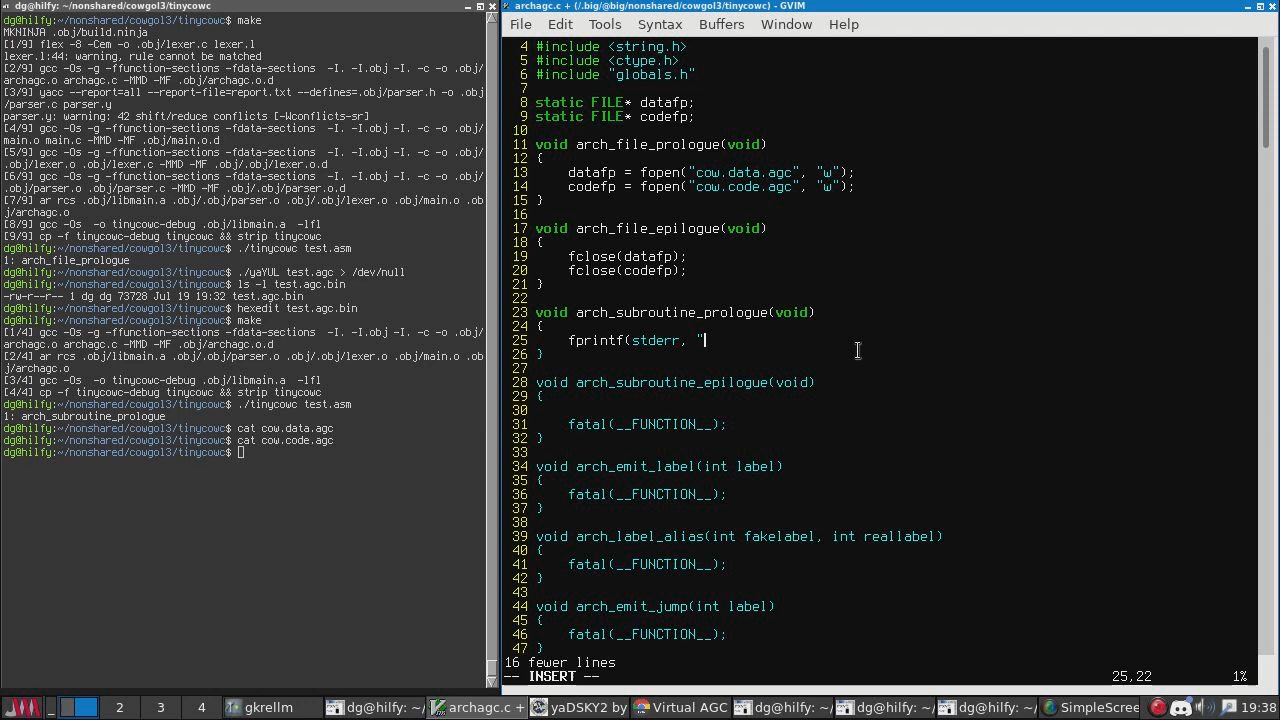 dg@hilfy: ~/nonshared/cowgol3/tinycowc
dg@hilfy:~/nonshared/cowgol3/tinycowc$ make
MKNINJA .obj/build.ninja
[1/9] flex -8 -Cem -o .obj/lexer.c lexer.l
lexer.l:44: warning, rule cannot be matched
[2/9] gcc -Os -g -ffunction-sections -fdata-sections  -I. -I.obj -I. -c -o .obj/
archagc.o archagc.c -MMD -MF .obj/archagc.o.d
[3/9] yacc --report=all --report-file=report.txt --defines=.obj/parser.h -o .obj
/parser.c parser.y
parser.y: warning: 42 shift/reduce conflicts [-Wconflicts-sr]
[4/9] gcc -Os -g -ffunction-sections -fdata-sections  -I. -I.obj -I. -c -o .obj/
main.o main.c -MMD -MF .obj/main.o.d
[5/9] gcc -Os -g -ffunction-sections -fdata-sections  -I. -I.obj -I. -c -o .obj/
.obj/lexer.o .obj/lexer.c -MMD -MF .obj/.obj/lexer.o.d
[6/9] gcc -Os -g -ffunction-sections -fdata-sections  -I. -I.obj -I. -c -o .obj/
.obj/parser.o .obj/parser.c -MMD -MF .obj/.obj/parser.o.d
[7/9] ar rcs .obj/libmain.a .obj/.obj/parser.o .obj/.obj/lexer.o .obj/main.o .ob
j/archagc.o
[8/9] gcc -Os  -o tinycowc-debug .obj/libmain.a  -lfl
[9/9] cp -f tinycowc-debug tinycowc && strip tinycowc
dg@hilfy:~/nonshared/cowgol3/tinycowc$ ./tinycowc test.asm
1: arch_file_prologue
dg@hilfy:~/nonshared/cowgol3/tinycowc$ ./yaYUL test.agc > /dev/null
dg@hilfy:~/nonshared/cowgol3/tinycowc$ ls -l test.agc.bin
-rw-r--r-- 1 dg dg 73728 Jul 19 19:32 test.agc.bin
dg@hilfy:~/nonshared/cowgol3/tinycowc$ hexedit test.agc.bin
dg@hilfy:~/nonshared/cowgol3/tinycowc$ make
[1/4] gcc -Os -g -ffunction-sections -fdata-sections  -I. -I.obj -I. -c -o .obj/
archagc.o archagc.c -MMD -MF .obj/archagc.o.d
[2/4] ar rcs .obj/libmain.a .obj/.obj/parser.o .obj/.obj/lexer.o .obj/main.o .ob
j/archagc.o
[3/4] gcc -Os  -o tinycowc-debug .obj/libmain.a  -lfl
[4/4] cp -f tinycowc-debug tinycowc && strip tinycowc
dg@hilfy:~/nonshared/cowgol3/tinycowc$ ./tinycowc test.asm
1: arch_subroutine_prologue
dg@hilfy:~/nonshared/cowgol3/tinycowc$ cat cow.data.agc
dg@hilfy:~/nonshared/cowgol3/tinycowc$ cat cow.code.agc
dg@hilfy:~/nonshared/cowgol3/tinycowc$
archagc.c + (/.big/@big/nonshared/cowgol3/tinycowc) - GVIM
File Edit Tools Syntax Buffers Window Help
4 #include <string.h>
5 #include <ctype.h>
6 #include "globals.h"
7
8 static FILE* datafp;
9 static FILE* codefp;
10
11 void arch_file_prologue(void)
12 {
13     datafp = fopen("cow.data.agc", "w");
14     codefp = fopen("cow.code.agc", "w");
15 }
16
17 void arch_file_epilogue(void)
18 {
19     fclose(datafp);
20     fclose(codefp);
21 }
22
23 void arch_subroutine_prologue(void)
24 {
25     fprintf(stderr, "
26 }
27
28 void arch_subroutine_epilogue(void)
29 {
30
31     fatal(__FUNCTION__);
32 }
33
34 void arch_emit_label(int label)
35 {
36     fatal(__FUNCTION__);
37 }
38
39 void arch_label_alias(int fakelabel, int reallabel)
40 {
41     fatal(__FUNCTION__);
42 }
43
44 void arch_emit_jump(int label)
45 {
46     fatal(__FUNCTION__);
47 }
16 fewer lines
-- INSERT -- 25,22 1%
2 3 4 gkrellm dg@hilfy: ~/ archagc.c + yaDSKY2 by Virtual AGC dg@hilfy: ~/ dg@hilfy: ~/ dg@hilfy: ~/ SimpleScree 19:38